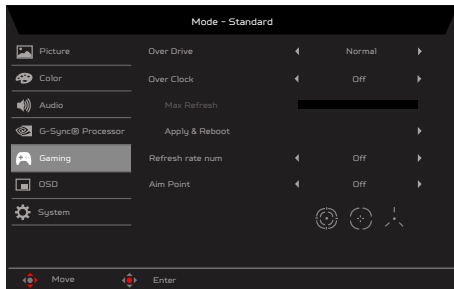 Mode - Standard
Picture
Over Drive Normal
Color
Over Clock Off
Audio
Max Refresh
G-Sync® Processor
Apply & Reboot
Gaming
Refresh rate num Off
OSD
Aim Point Off
System
Move Enter